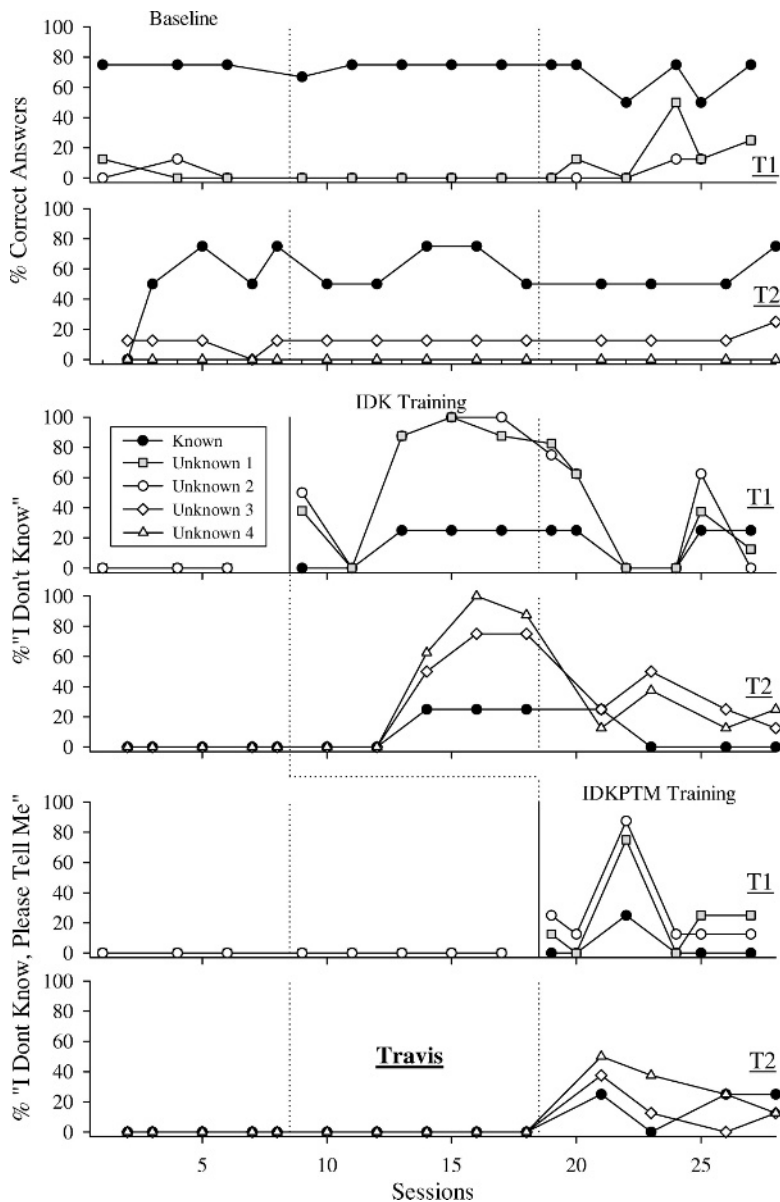 Baseline
% Correct Answers
100
80
60
40
20
0
T1
100
80
60
40
20
0
T2
IDK Training
%"I Don't Know"
100
80
60
40
20
0
Known
Unknown 1
Unknown 2
Unknown 3
Unknown 4
T1
100
80
60
40
20
0
T2
IDKPTM Training
% "I Dont Know, Please Tell Me"
100
80
60
40
20
0
T1
100
80
60
40
20
0
Travis
T2
5 10 15 20 25
Sessions